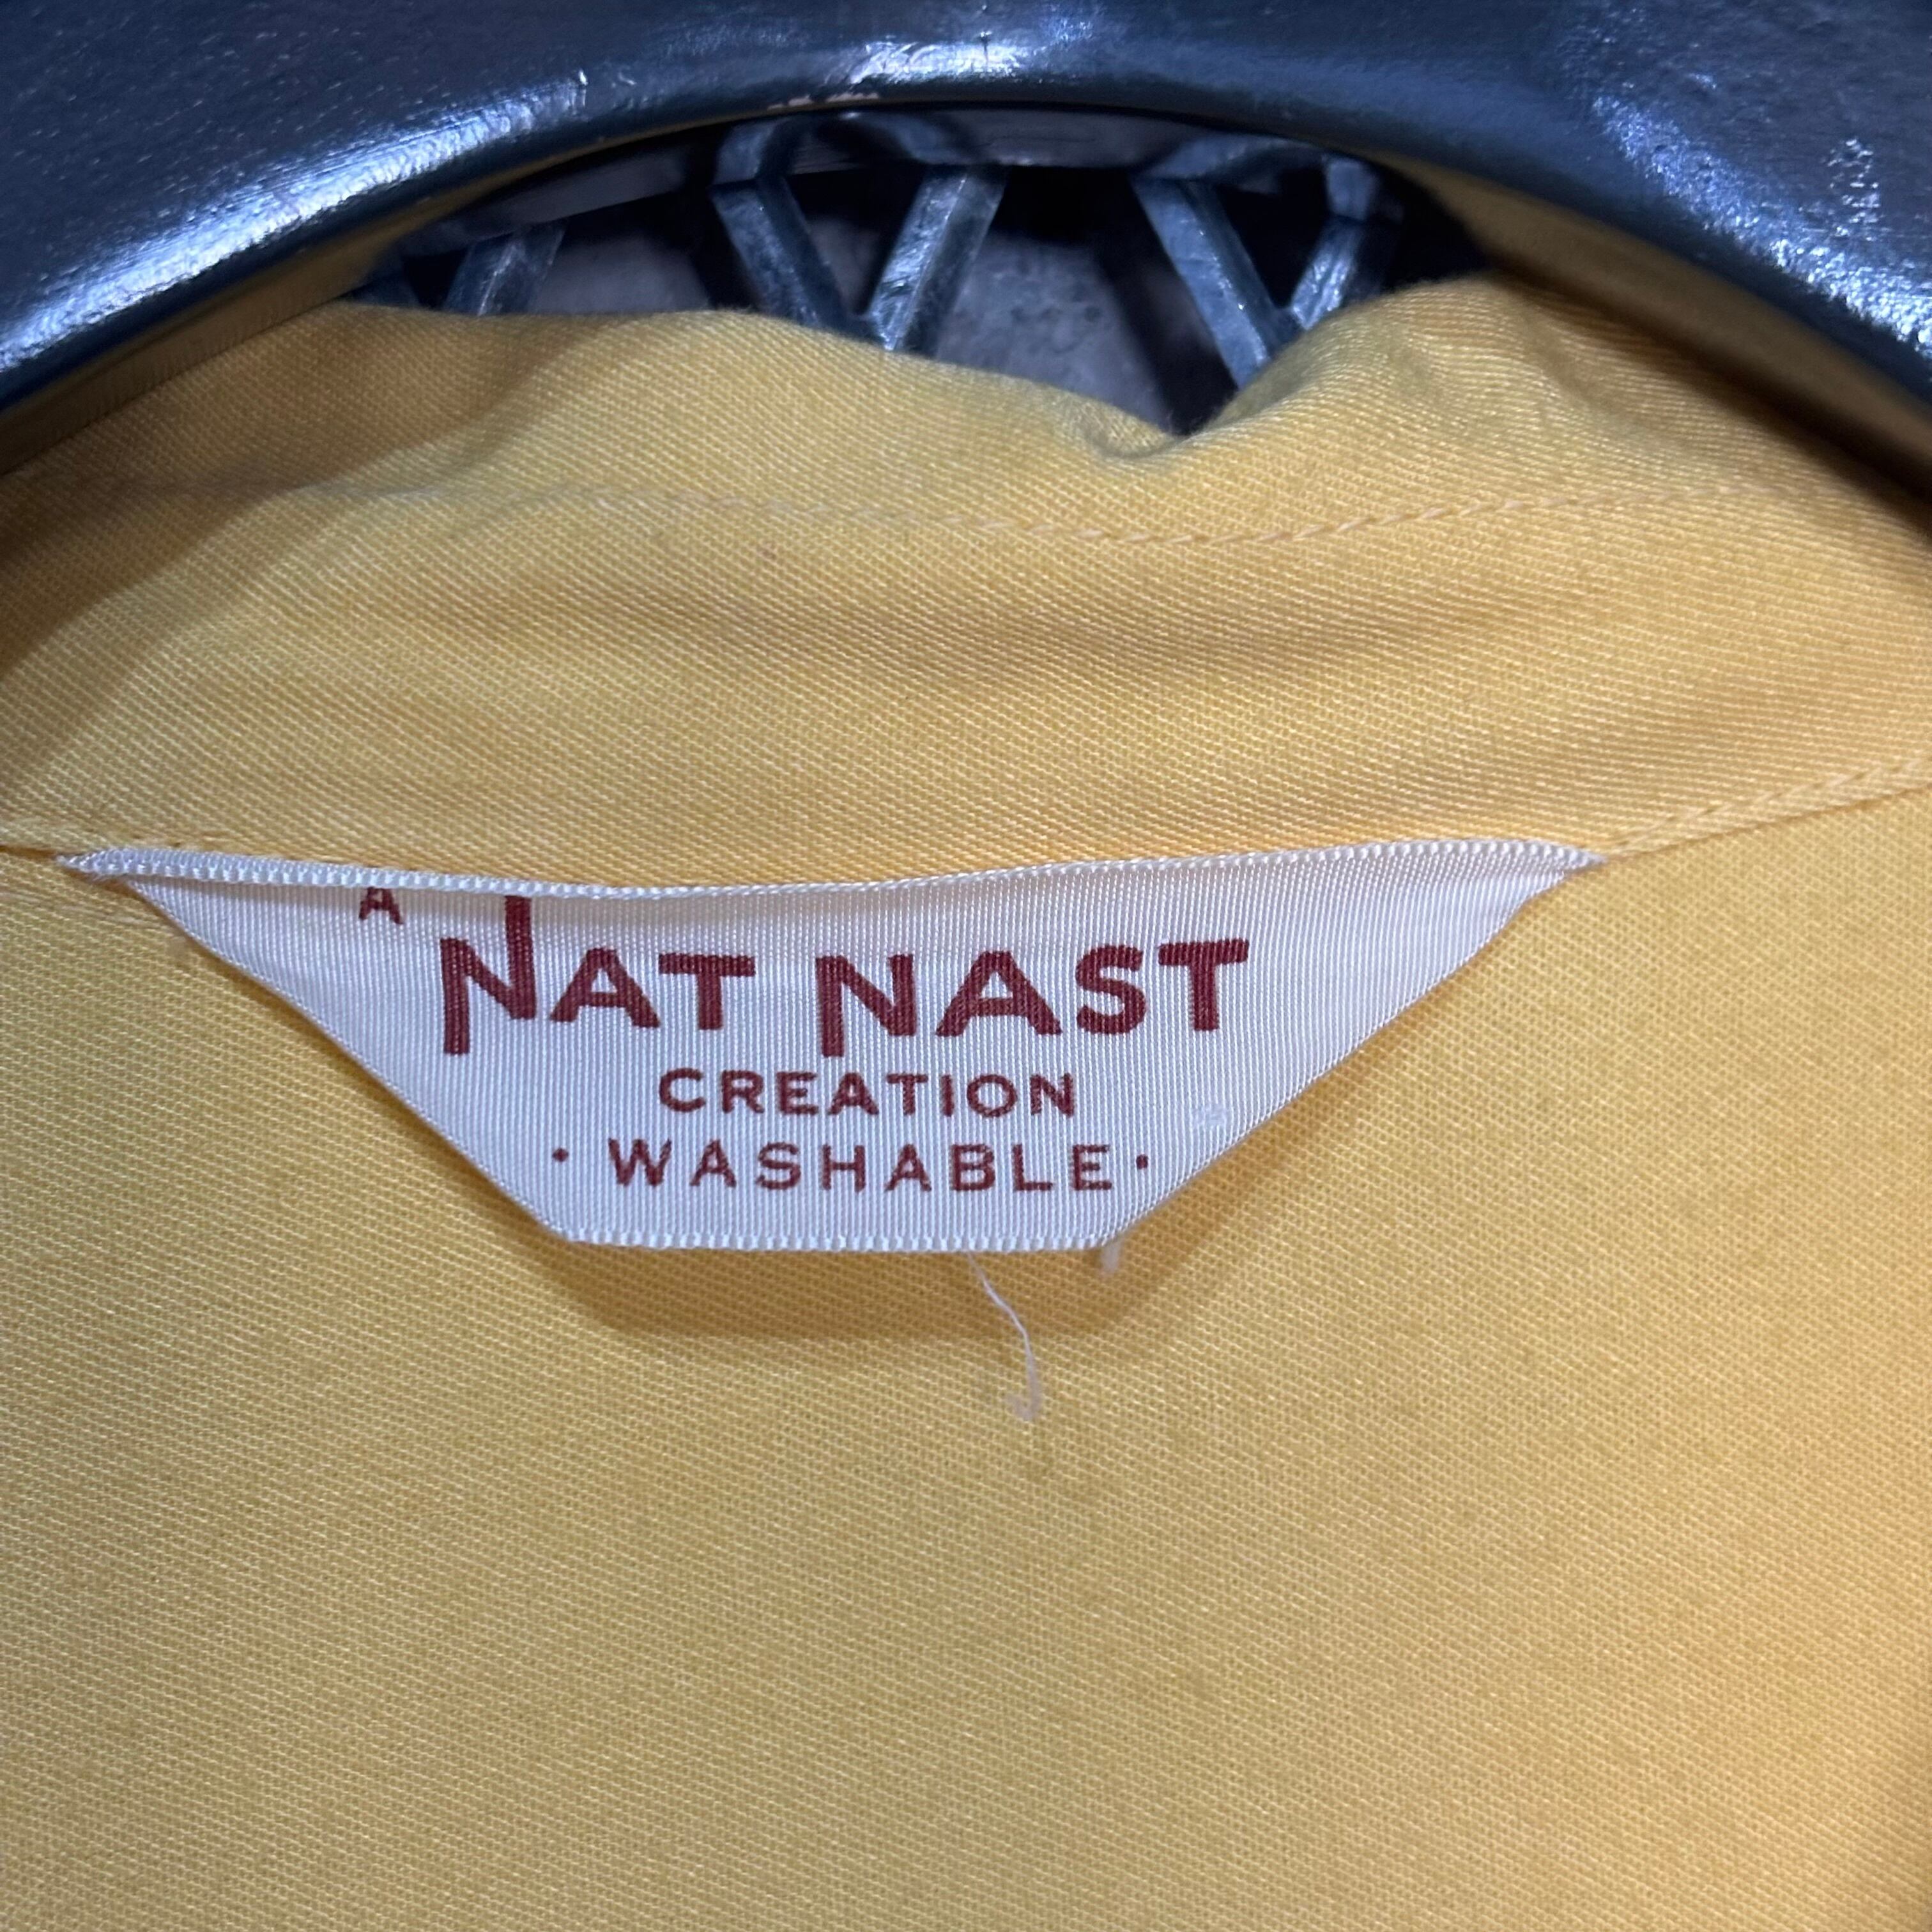 A
NAT NAST
CREATION
· WASHABLE ·